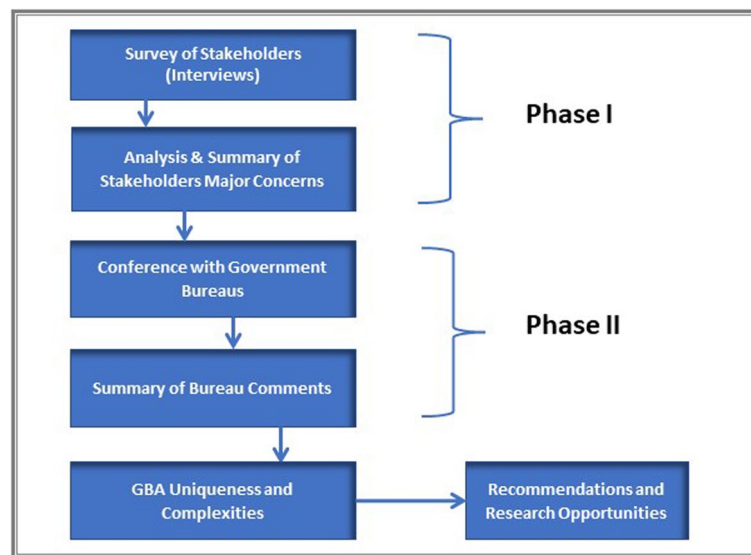 Survey of Stakeholders
(Interviews)
Phase I
Analysis & Summary of
Stakeholders Major Concerns
Conference with Government
Bureaus
Phase II
Summary of Bureau Comments
GBA Uniqueness and
Complexities
Recommendations and
Research Opportunities